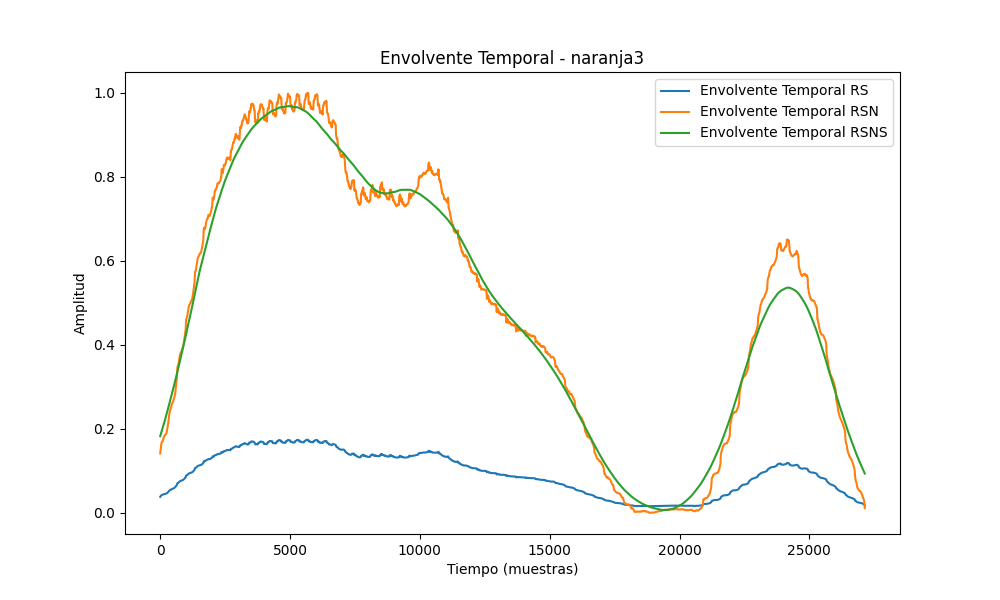 Envolvente Temporal - naranja3
Envolvente Temporal RS
Envolvente Temporal RSN
Envolvente Temporal RSNS
Amplitud
1.0
0.8
0.6
0.4
0.2
0.0
0
5000
10000
15000
20000
25000
Tiempo (muestras)